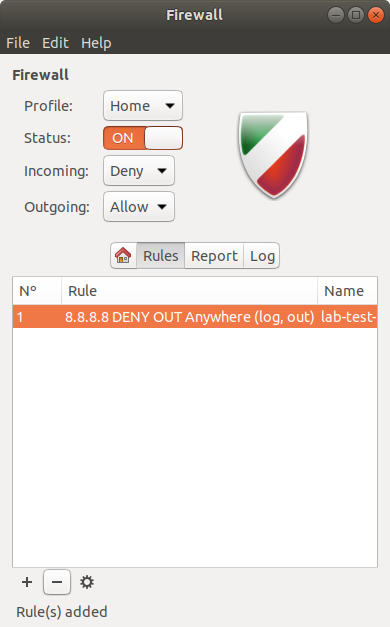 Firewall
File Edit Help
Firewall
Profile: Home
Status: ON
Incoming: Deny
Outgoing: Allow
Rules Report Log
Nº Rule Name
1 8.8.8.8 DENY OUT Anywhere (log, out) lab-test-
Rule(s) added